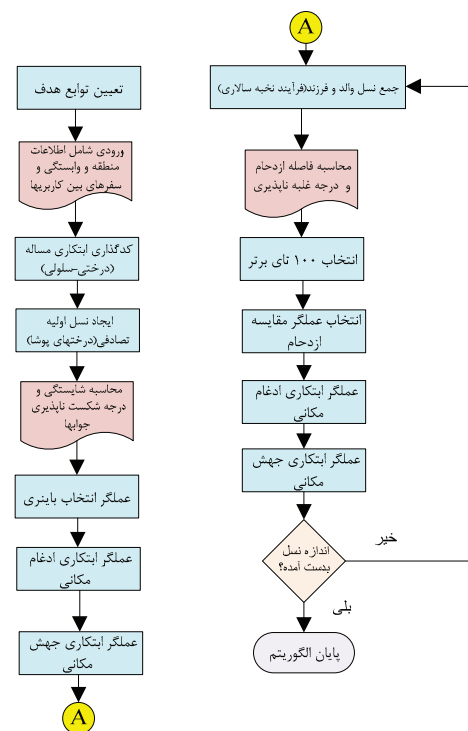 تعیین توابع هدف
ورودی شامل اطلاعات
منطقه و وابستگی و
سفرهای بین کاربریها
کدگذاری ابتکاری مساله
(درختی-سلولی)
ایجاد نسل اولیه
تصادفی(درختهای پوشا)
محاسبه شایستگی و
درجه شکست ناپذیری
جوابها
عملگر انتخاب باینری
عملگر ابتکاری ادغام
مکانی
عملگر ابتکاری جهش
مکانی
A
A
جمع نسل والد و فرزند(فرآیند نخبه سالاری)
محاسبه فاصله ازدحام
و درجه غلبه ناپذیری
انتخاب ۱۰۰ تای برتر
انتخاب عملگر مقایسه
ازدحام
عملگر ابتکاری ادغام
مکانی
عملگر ابتکاری جهش
مکانی
اندازه نسل
بدست آمده؟
خیر
بلی
پایان الگوریتم